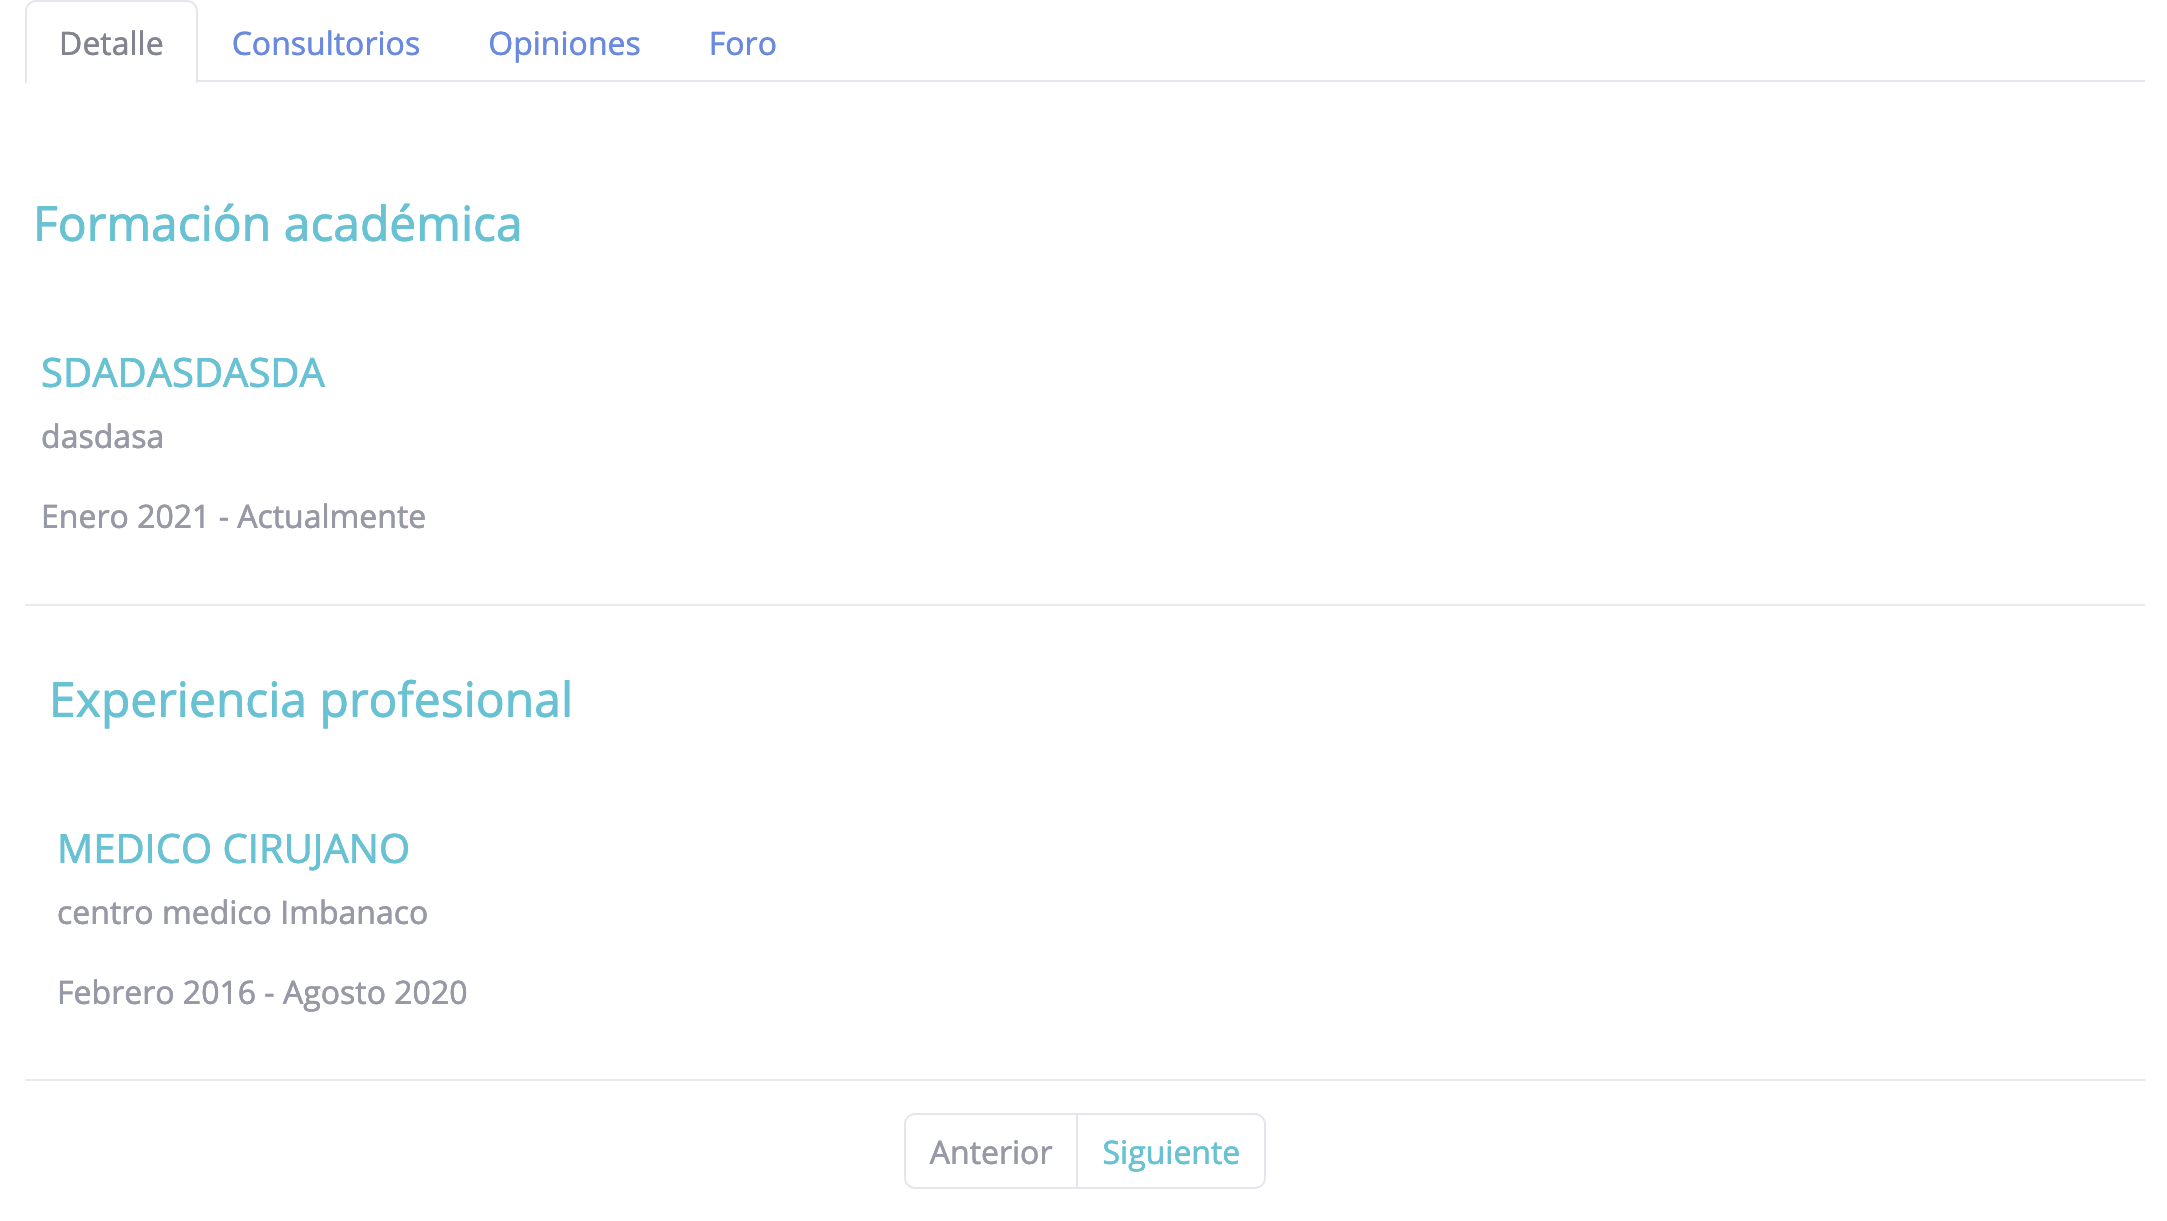 Detalle Consultorios Opiniones Foro
Formación académica
SDADASDASDA
dasdasa
Enero 2021 - Actualmente
Experiencia profesional
MEDICO CIRUJANO
centro medico Imbanaco
Febrero 2016 - Agosto 2020
Anterior Siguiente